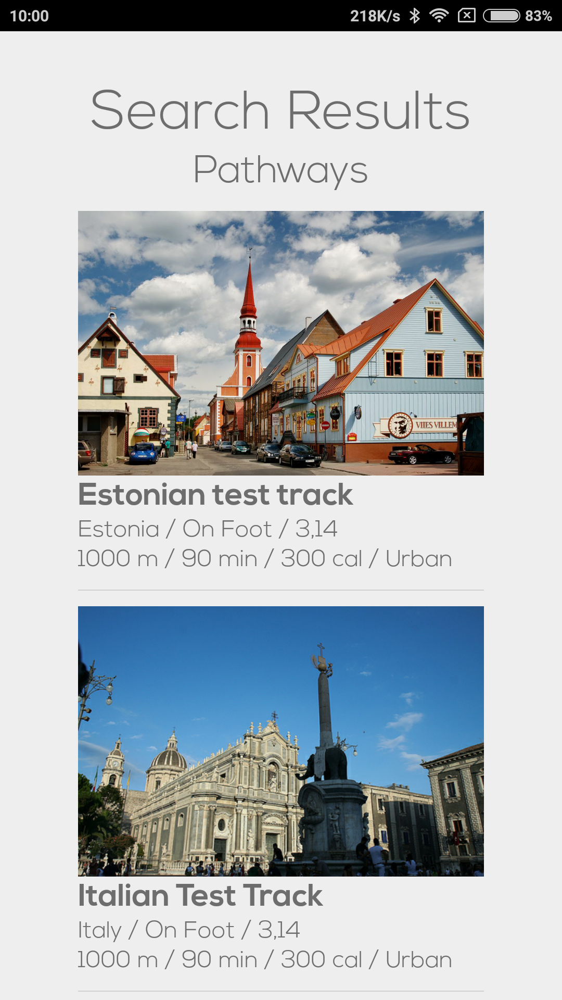 10:00 218K/s 83%
Search Results
Pathways
VIIES VILLEM
Estonian test track
Estonia / On Foot / 3,14
1000 m / 90 min / 300 cal / Urban
Italian Test Track
Italy / On Foot / 3,14
1000 m / 90 min / 300 cal / Urban